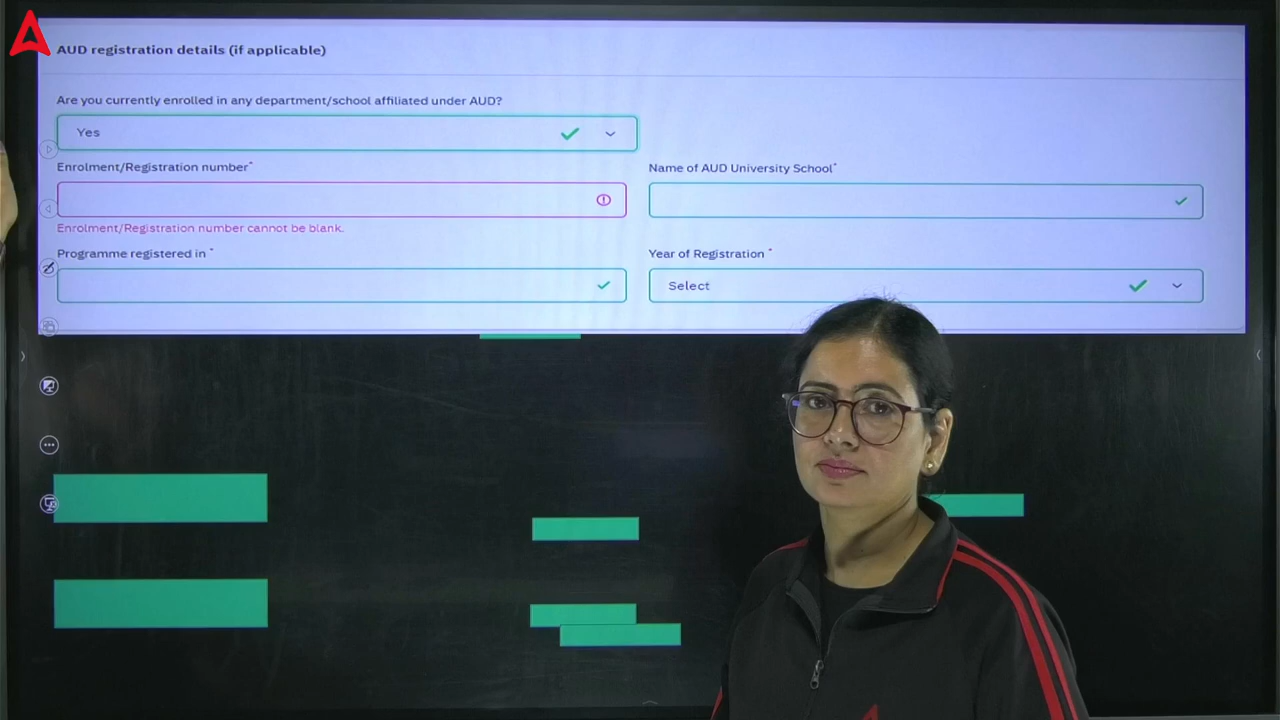 AUD registration details (if applicable)
Are you currently enrolled in any department/school affiliated under AUD?
Yes
Enrolment/Registration number*
Name of AUD University School*
Enrolment/Registration number cannot be blank.
Programme registered in *
Year of Registration *
Select